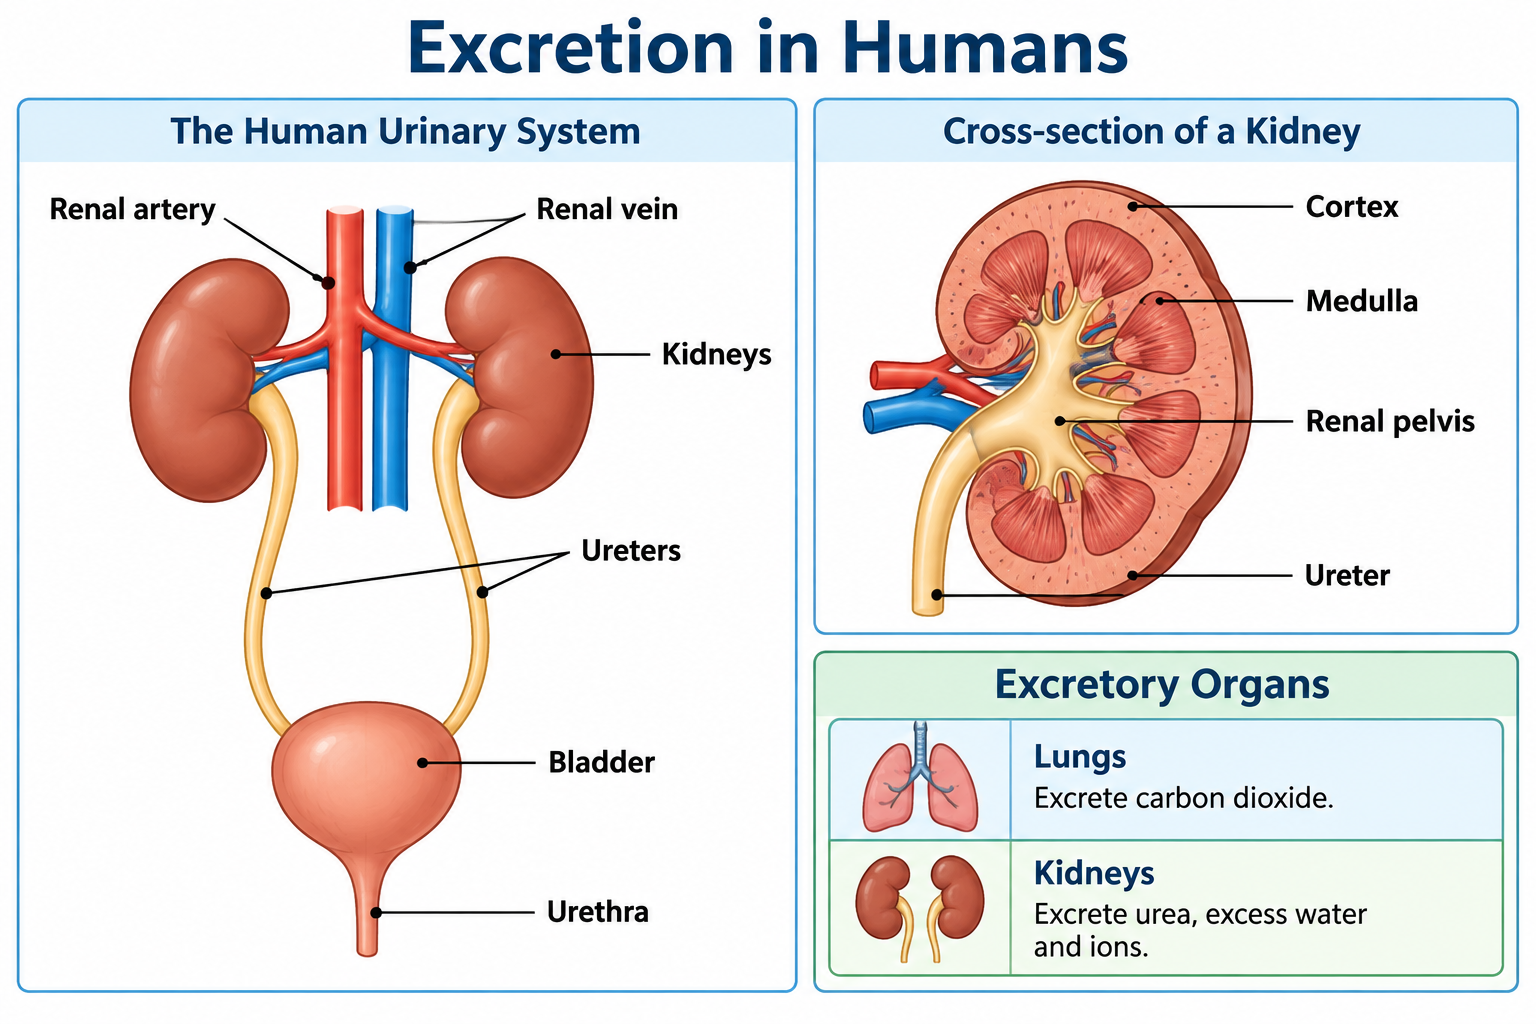 Excretion in Humans
The Human Urinary System
Renal artery
Renal vein
Kidneys
Ureters
Bladder
Urethra
Cross-section of a Kidney
Cortex
Medulla
Renal pelvis
Ureter
Excretory Organs
Lungs
Excrete carbon dioxide.
Kidneys
Excrete urea, excess water
and ions.